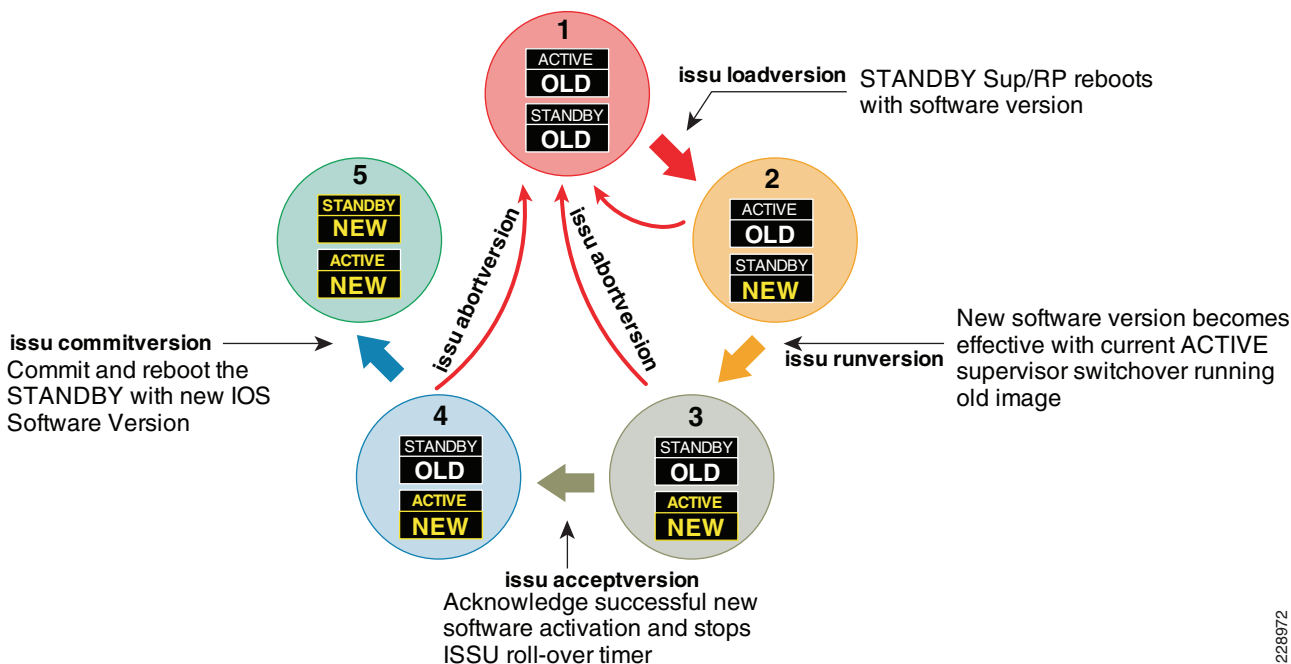 1
ACTIVE
OLD
STANDBY
OLD
issu loadversion
STANDBY Sup/RP reboots
with software version
2
ACTIVE
OLD
STANDBY
NEW
issu runversion
New software version becomes
effective with current ACTIVE
supervisor switchover running
old image
3
STANDBY
OLD
ACTIVE
NEW
issu abortversion
issu acceptversion
Acknowledge successful new
software activation and stops
ISSU roll-over timer
4
STANDBY
OLD
ACTIVE
NEW
issu abortversion
issu commitversion
Commit and reboot the
STANDBY with new IOS
Software Version
5
STANDBY
NEW
ACTIVE
NEW
228972